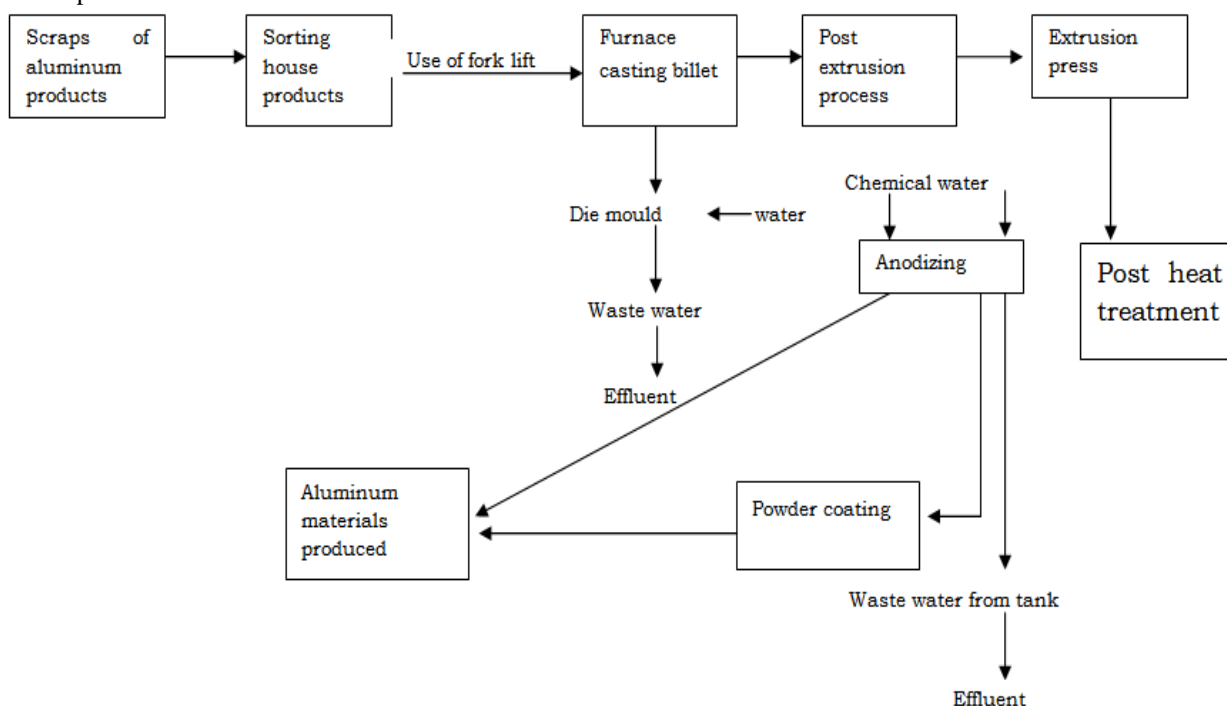 Scraps of
aluminum
products
Sorting
house
products
Use of fork lift
Furnace
casting billet
Post
extrusion
process
Extrusion
press
Chemical water
Die mould
water
Anodizing
Post heat
treatment
Waste water
Effluent
Aluminum
materials
produced
Powder coating
Waste water from tank
Effluent